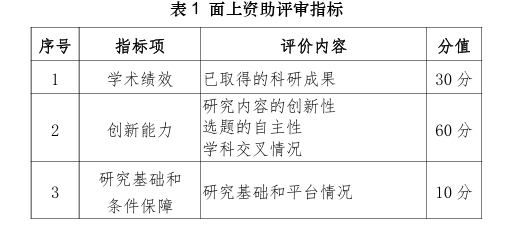 表 1 面上资助评审指标
序号 指标项 评价内容 分值
1 学术绩效 已取得的科研成果 30 分
研究内容的创新性
2 创新能力 选题的自主性 60 分
学科交叉情况
研究基础和
3 研究基础和平台情况 10 分
条件保障